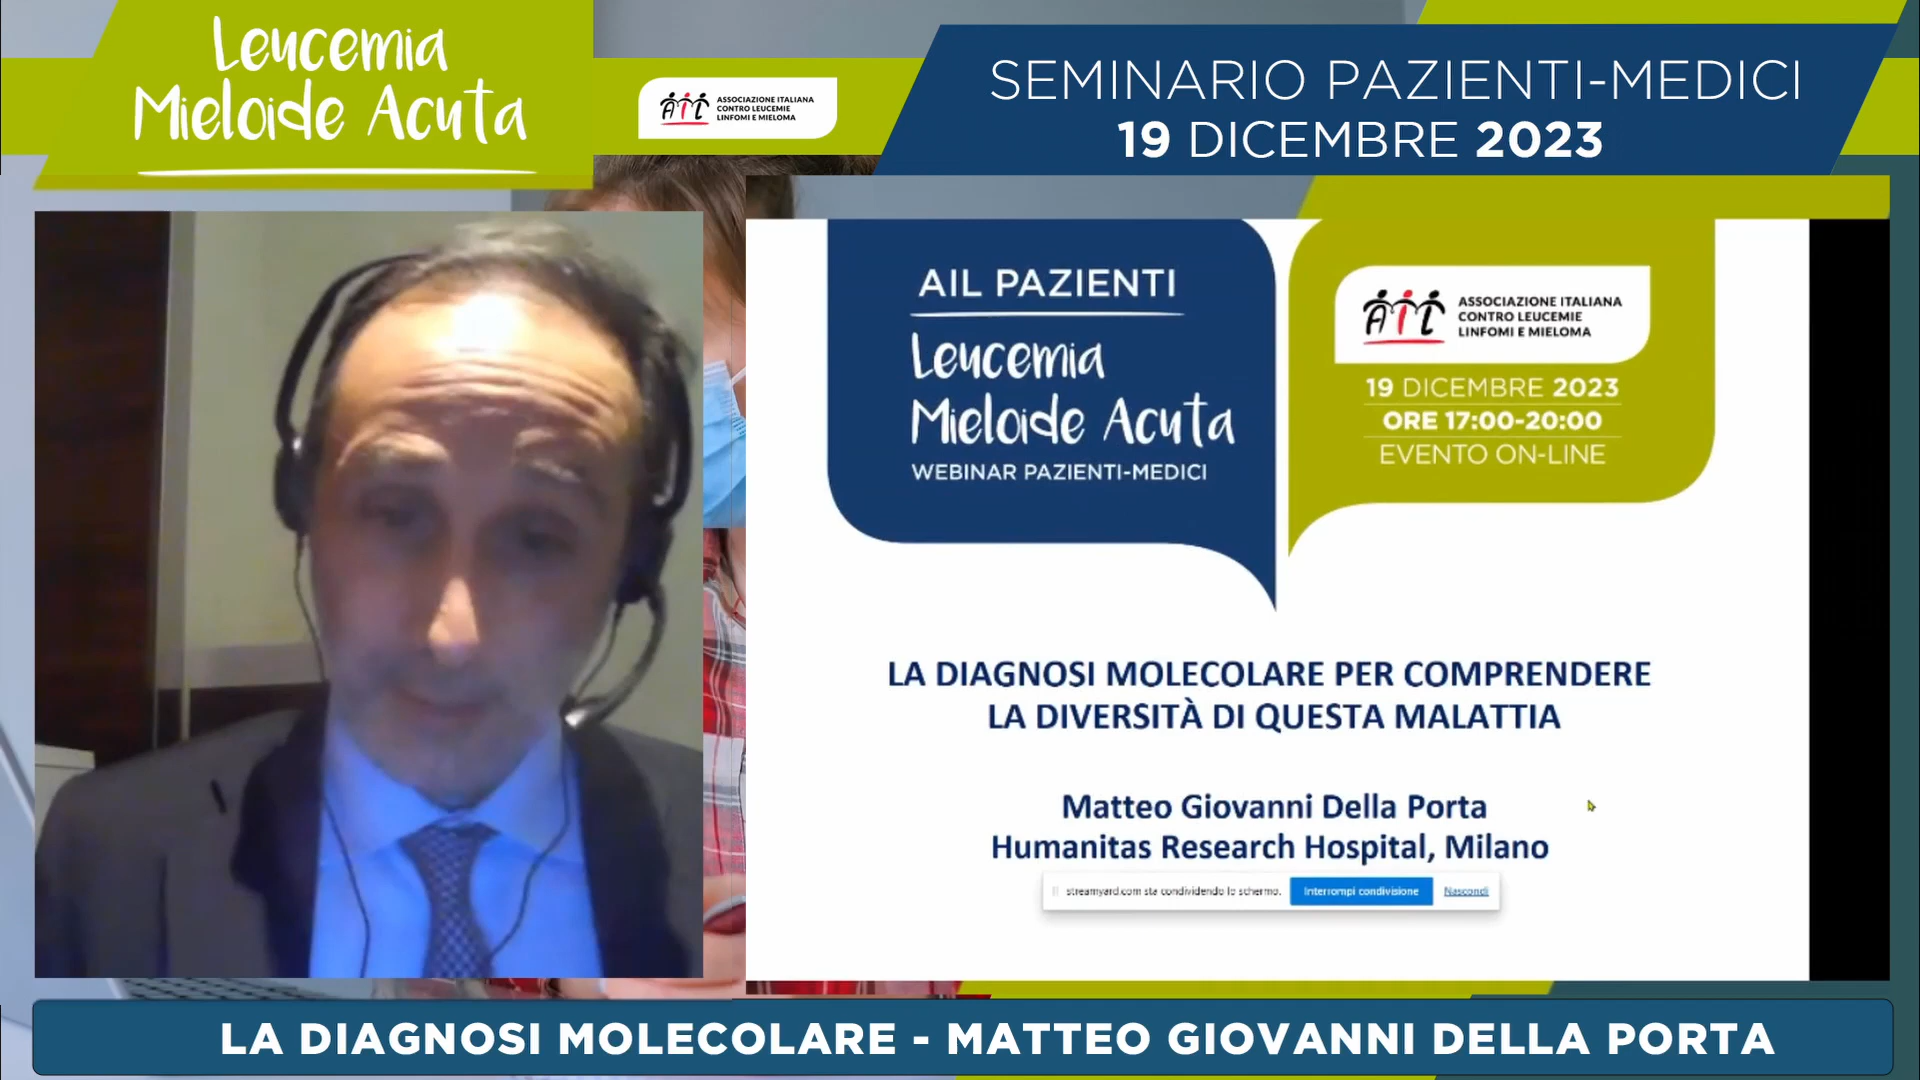 Leucemia
Mieloide Acuta
AIL
ASSOCIAZIONE ITALIANA
CONTRO LEUCEMIE
LINFOMI E MIELOMA
SEMINARIO PAZIENTI-MEDICI
19 DICEMBRE 2023
AIL PAZIENTI
Leucemia
Mieloide Acuta
WEBINAR PAZIENTI-MEDICI
AIL
ASSOCIAZIONE ITALIANA
CONTRO LEUCEMIE
LINFOMI E MIELOMA
19 DICEMBRE 2023
ORE 17:00-20:00
EVENTO ON-LINE
LA DIAGNOSI MOLECOLARE PER COMPRENDERE
LA DIVERSITÀ DI QUESTA MALATTIA
Matteo Giovanni Della Porta
Humanitas Research Hospital, Milano
streamyard.com sta condividendo lo schermo.
Interrompi condivisione
Nascondi
LA DIAGNOSI MOLECOLARE - MATTEO GIOVANNI DELLA PORTA